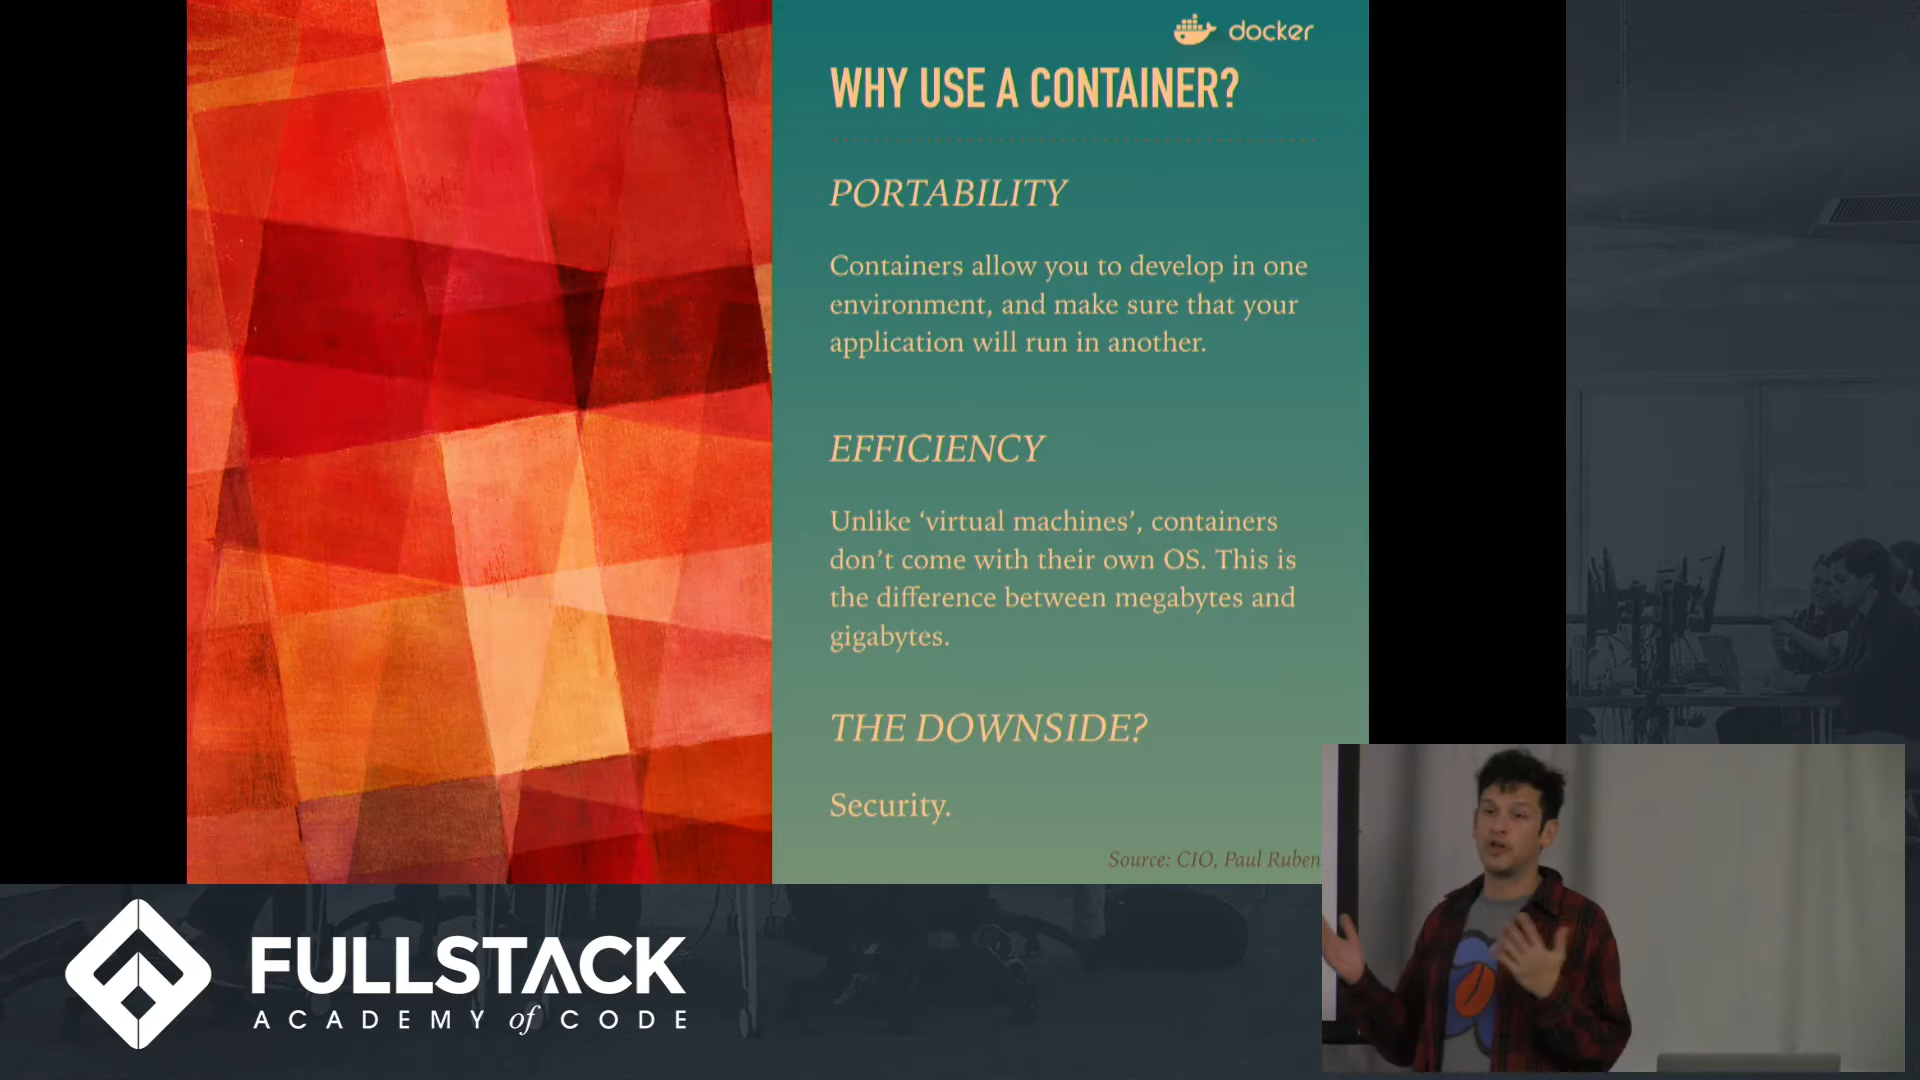 docker
WHY USE A CONTAINER?
PORTABILITY
Containers allow you to develop in one
environment, and make sure that your
application will run in another.
EFFICIENCY
Unlike ‘virtual machines’, containers
don’t come with their own OS. This is
the difference between megabytes and
gigabytes.
THE DOWNSIDE?
Security.
Source: CIO, Paul Ruben
FULLSTACK
ACADEMY of CODE